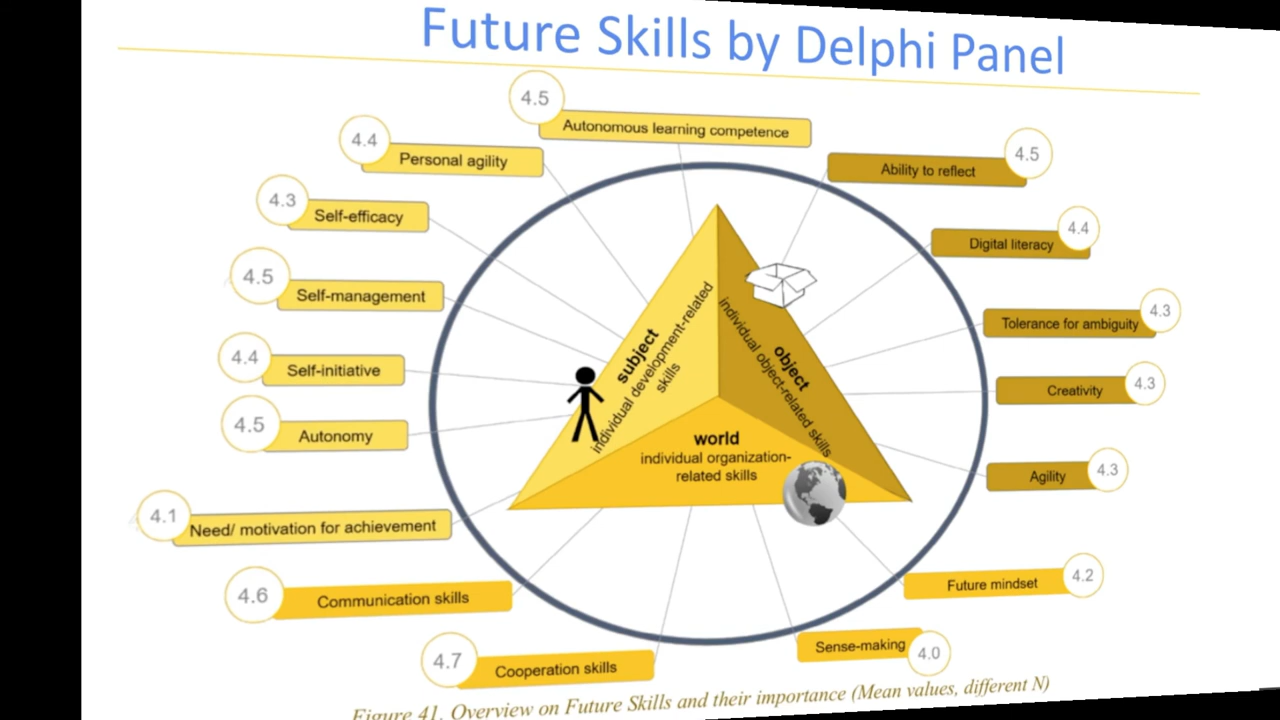 Future Skills by Delphi Panel
4.5
Autonomous learning competence
4.4
Personal agility
4.3
Self-efficacy
4.5
Self-management
4.4
Self-initiative
4.5
Autonomy
4.1
Need/ motivation for achievement
4.6
Communication skills
4.7
Cooperation skills
Ability to reflect
4.5
Digital literacy
4.4
Tolerance for ambiguity
4.3
Creativity
4.3
Agility
4.3
Future mindset
4.2
Sense-making
4.0
subject
individual development-related
skills
object
individual object-related skills
world
individual organization-
related skills
Figure 41. Overview on Future Skills and their importance (Mean values, different N)